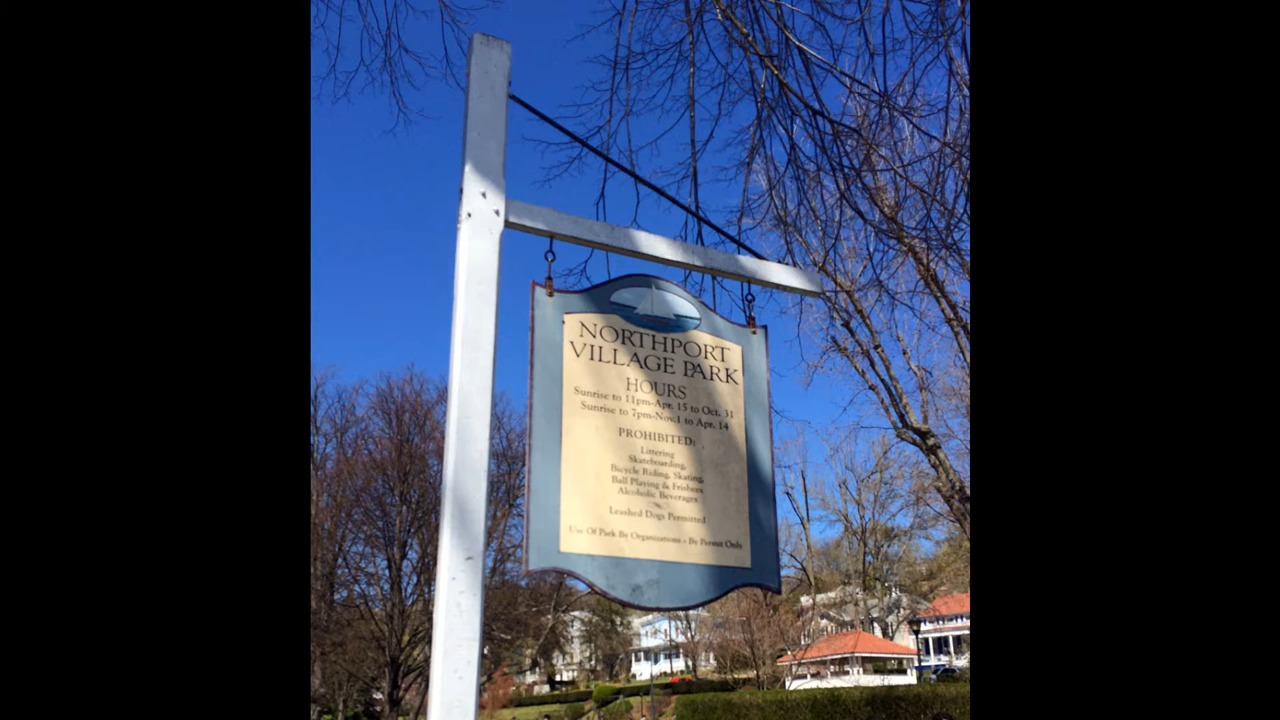 NORTHPORT
VILLAGE PARK
HOURS
Sunrise to 11pm-Apr. 15 to Oct. 31
Sunrise to 7pm-Nov.1 to Apr. 14
PROHIBITED:
Littering
Skateboarding,
Bicycle Riding, Skating,
Ball Playing & Frisbees
Alcoholic Beverages
Leashed Dogs Permitted
Use Of Park By Organizations - By Permit Only